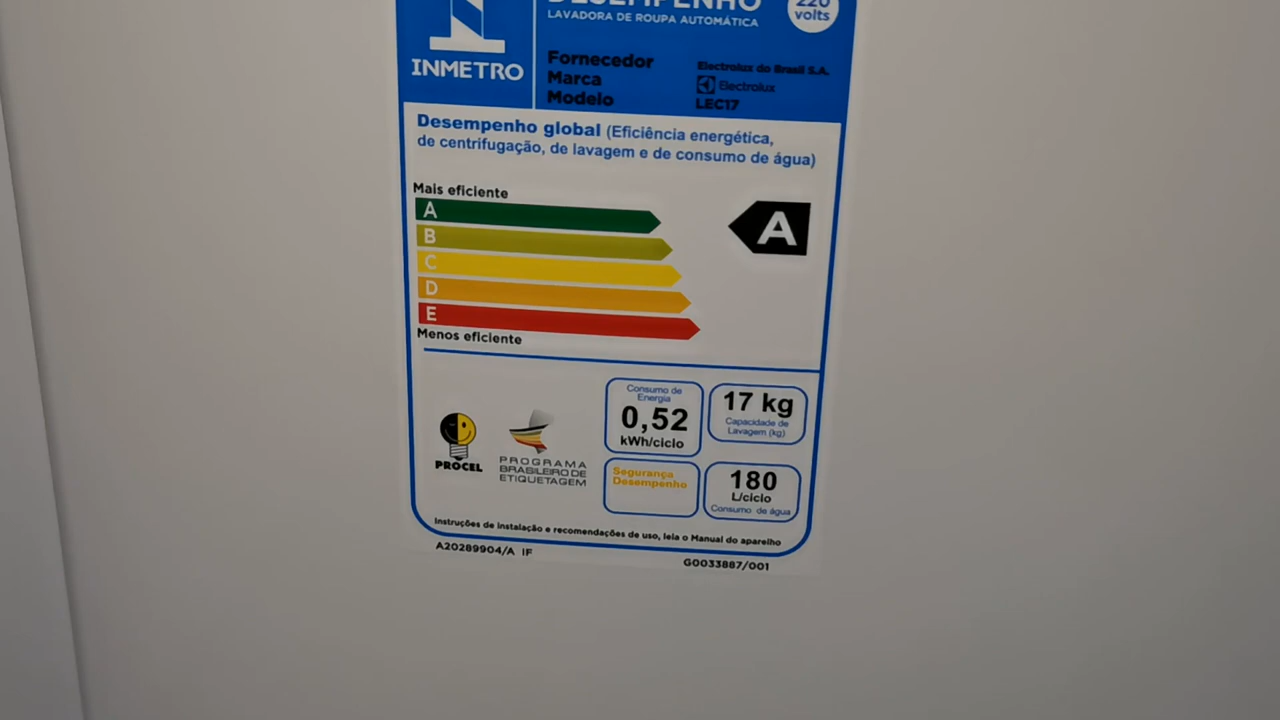 DESEMPENHO
LAVADORA DE ROUPA AUTOMÁTICA
220
volts
INMETRO
Fornecedor Electrolux do Brasil S.A.
Marca Electrolux
Modelo LEC17
Desempenho global (Eficiência energética,
de centrifugação, de lavagem e de consumo de água)
Mais eficiente
A
B
C
D
E
A
Menos eficiente
Consumo de
Energia
0,52
kWh/ciclo
17 kg
Capacidade de
Lavagem (kg)
PROCEL
PROGRAMA
BRASILEIRO DE
ETIQUETAGEM
Segurança
Desempenho
180
L/ciclo
Consumo de água
Instruções de instalação e recomendações de uso, leia o Manual do aparelho
A20289904/A IF
G0033887/001